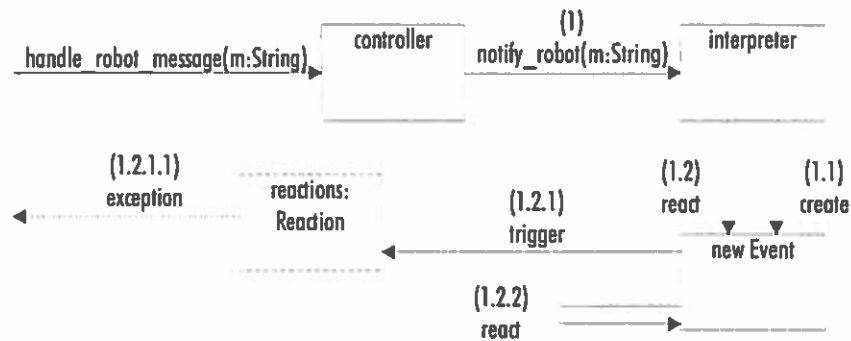 (1)
controller
interpreter
handle_robot_message(m:String)
notify_robot(m:String)
(1.2.1.1)
exception
reactions:
Reaction
(1.2.1)
trigger
(1.2)
react
(1.1)
create
new Event
(1.2.2)
react